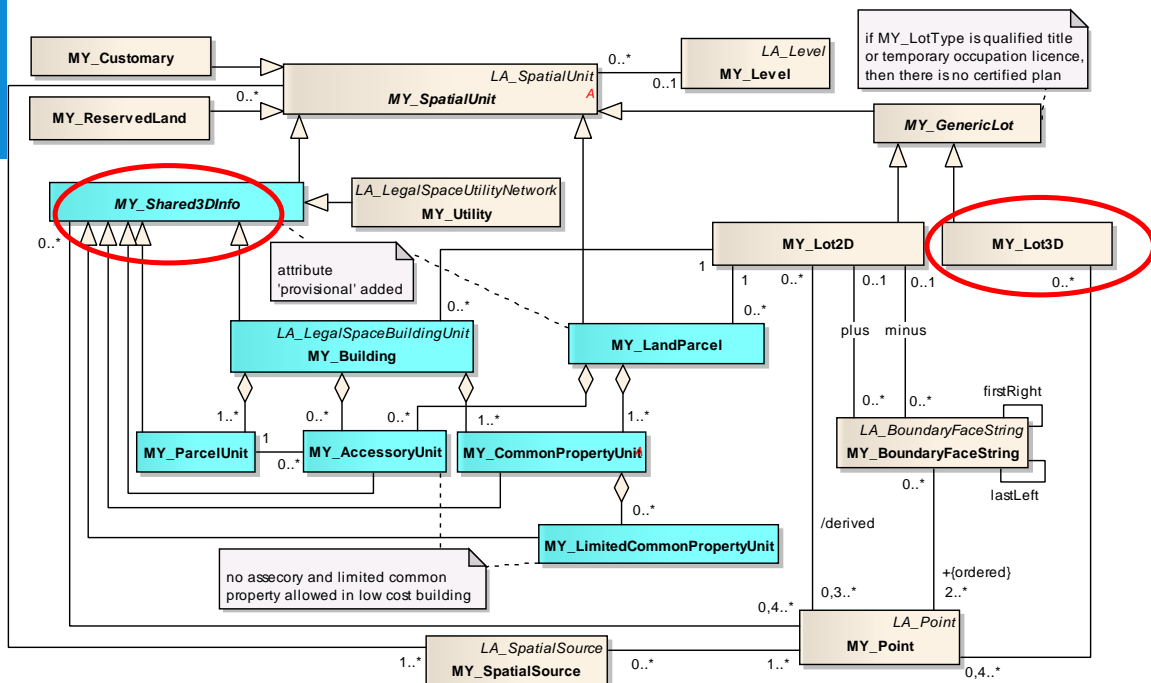 MY_Customary
LA_SpatialUnit
MY_SpatialUnit
A
0..*
0..1
LA_Level
MY_Level
if MY_LotType is qualified title
or temporary occupation licence,
then there is no certified plan
0..*
MY_ReservedLand
MY_GenericLot
MY_Shared3DInfo
LA_LegalSpaceUtilityNetwork
MY_Utility
MY_Lot2D
MY_Lot3D
0..*
attribute
'provisional' added
1
1
0..*
0..1
0..1
0..*
0..*
0..*
LA_LegalSpaceBuildingUnit
MY_Building
MY_LandParcel
plus
minus
1..*
0..*
1..*
0..*
1..*
0..*
0..*
firstRight
MY_ParcelUnit
1
0..*
MY_AccessoryUnit
MY_CommonPropertyUnit
A
LA_BoundaryFaceString
MY_BoundaryFaceString
0..*
lastLeft
0..*
MY_LimitedCommonPropertyUnit
/derived
no assecory and limited common
property allowed in low cost building
+{ordered}
0,3..*
2..*
0,4..*
LA_Point
MY_Point
LA_SpatialSource
MY_SpatialSource
1..*
0..*
1..*
0,4..*